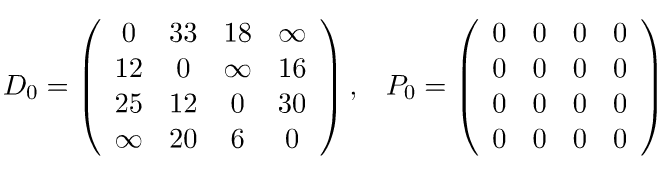 D₀ = ( 0 33 18 ∞
12 0 ∞ 16
25 12 0 30
∞ 20 6 0 ) , P₀ = ( 0 0 0 0
0 0 0 0
0 0 0 0
0 0 0 0 )